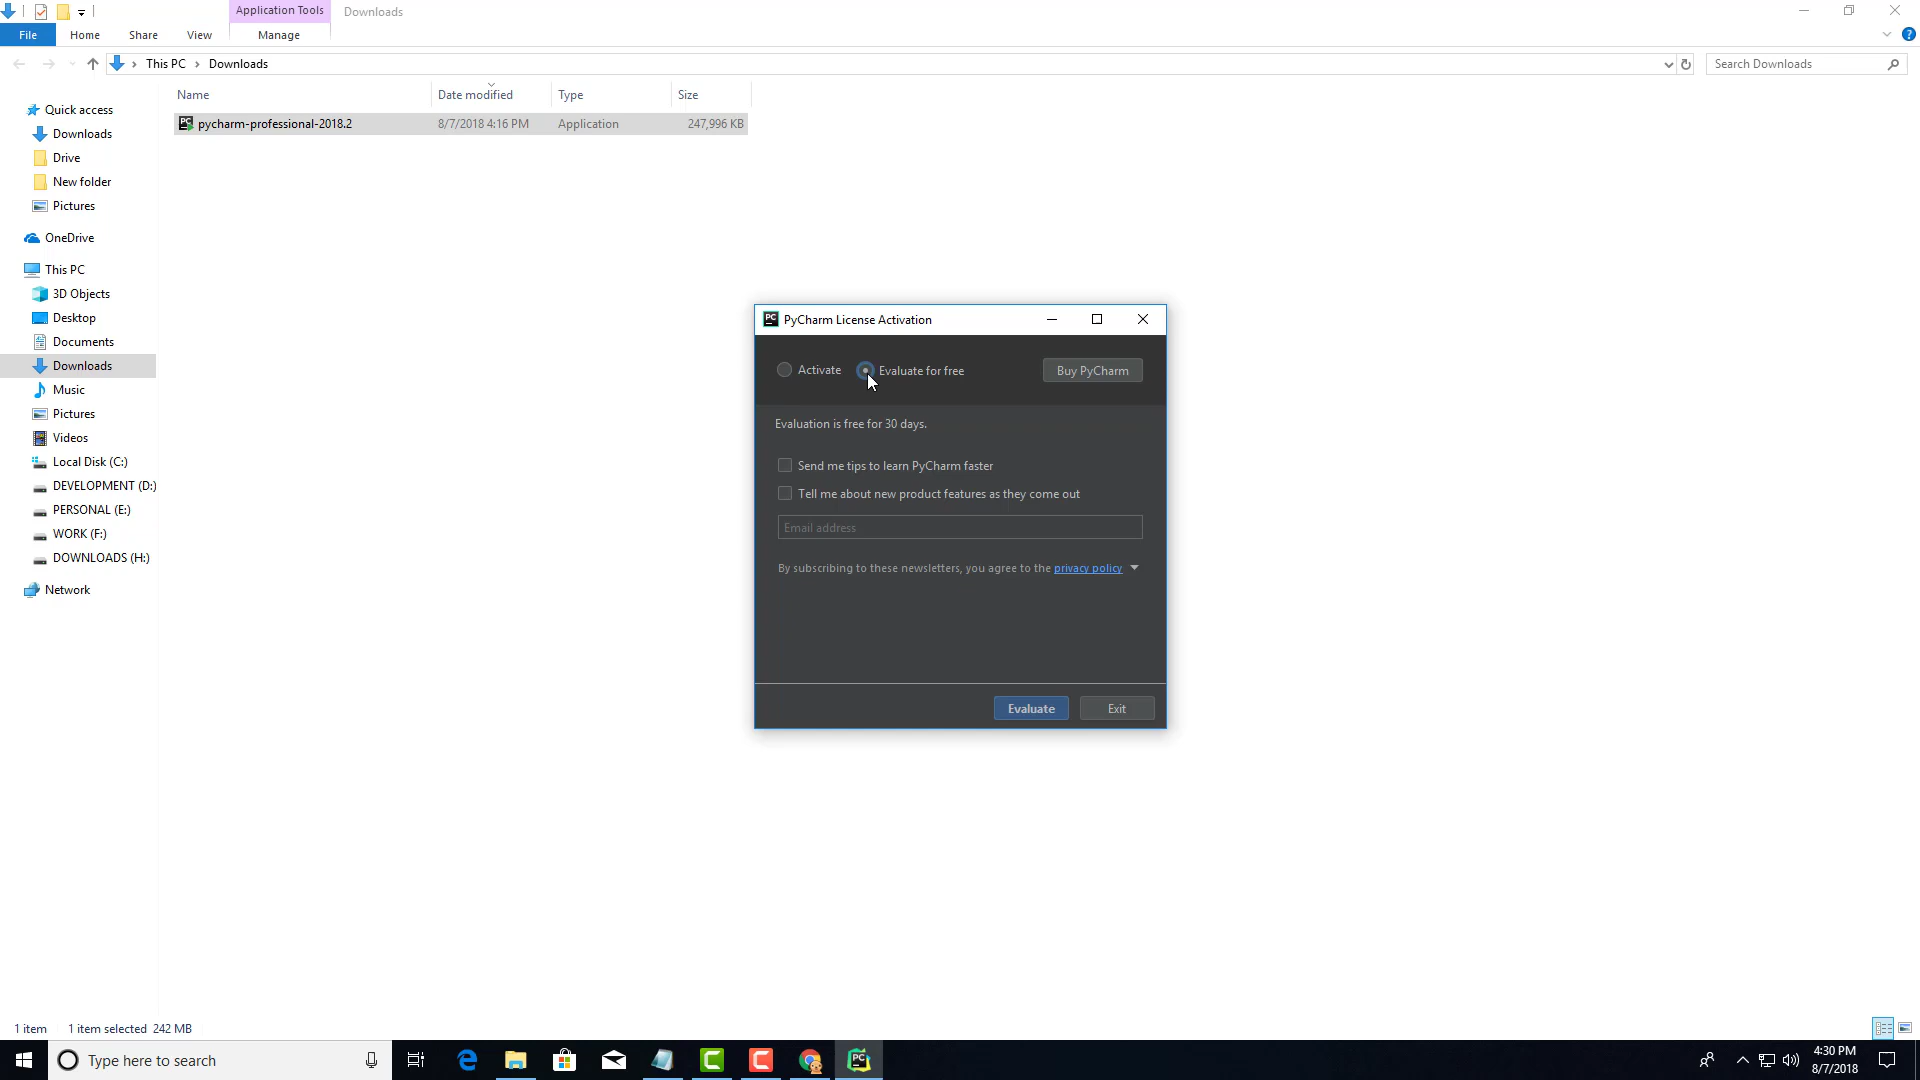 Application Tools
Downloads
File
Home
Share
View
Manage
This PC
Downloads
Search Downloads
Name
Date modified
Type
Size
pycharm-professional-2018.2
8/7/2018 4:16 PM
Application
247,996 KB
Quick access
Downloads
Drive
New folder
Pictures
OneDrive
This PC
3D Objects
Desktop
Documents
Downloads
Music
Pictures
Videos
Local Disk (C:)
DEVELOPMENT (D:)
PERSONAL (E:)
WORK (F:)
DOWNLOADS (H:)
Network
PyCharm License Activation
Activate
Evaluate for free
Buy PyCharm
Evaluation is free for 30 days.
Send me tips to learn PyCharm faster
Tell me about new product features as they come out
Email address
By subscribing to these newsletters, you agree to the privacy policy
Evaluate
Exit
1 item
1 item selected 242 MB
Type here to search
4:30 PM
8/7/2018